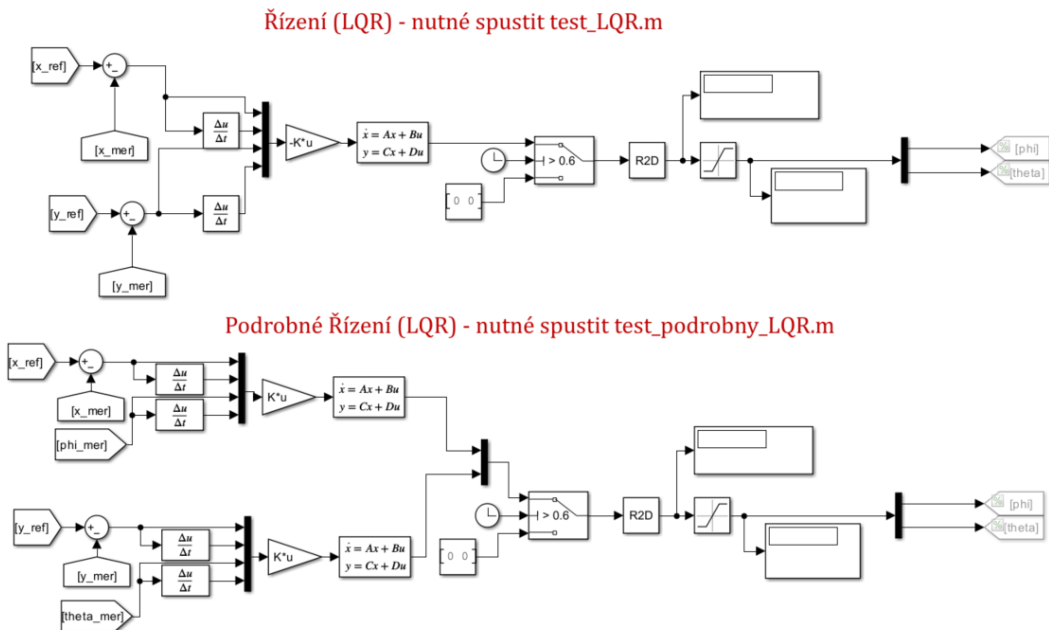 Řízení (LQR) - nutné spustit test_LQR.m
[x_ref]
+
−
[x_mer]
Δu
Δt
-K*u
ẋ = Ax + Bu
y = Cx + Du
> 0.6
[ 0 0 ]
R2D
[phi]
[theta]
[y_ref]
+
−
Δu
Δt
[y_mer]
Podrobné Řízení (LQR) - nutné spustit test_podrobny_LQR.m
[x_ref]
+
−
[x_mer]
Δu
Δt
Δu
Δt
[phi_mer]
K*u
ẋ = Ax + Bu
y = Cx + Du
[y_ref]
+
−
[y_mer]
Δu
Δt
Δu
Δt
[theta_mer]
K*u
ẋ = Ax + Bu
y = Cx + Du
> 0.6
[ 0 0 ]
R2D
[phi]
[theta]